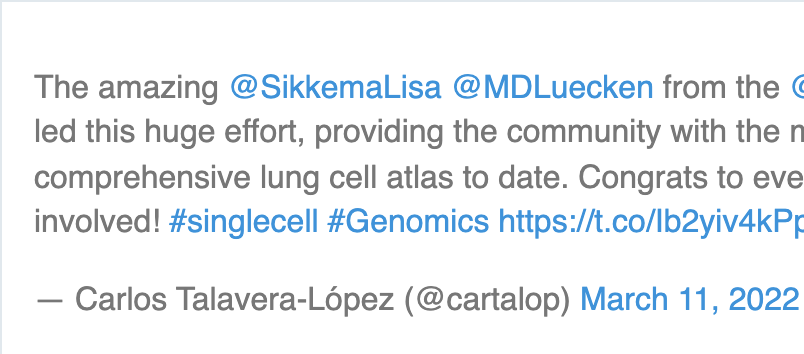 The amazing @SikkemaLisa @MDLuecken from the @
led this huge effort, providing the community with the
comprehensive lung cell atlas to date. Congrats to eve
involved! #singlecell #Genomics https://t.co/Ib2yiv4kPp
— Carlos Talavera-López (@cartalop) March 11, 2022